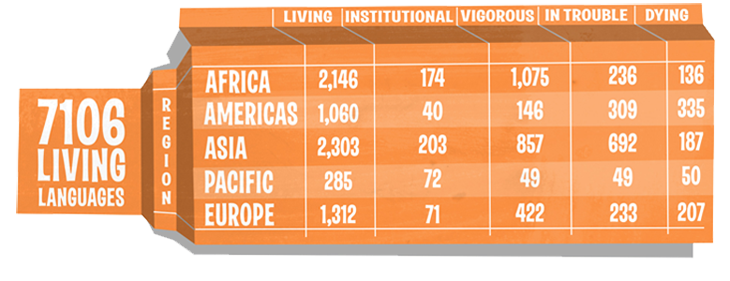 LIVING INSTITUTIONAL VIGOROUS IN TROUBLE DYING
7106
LIVING
LANGUAGES
REGION
AFRICA 2,146 174 1,075 236 136
AMERICAS 1,060 40 146 309 335
ASIA 2,303 203 857 692 187
PACIFIC 285 72 49 49 50
EUROPE 1,312 71 422 233 207